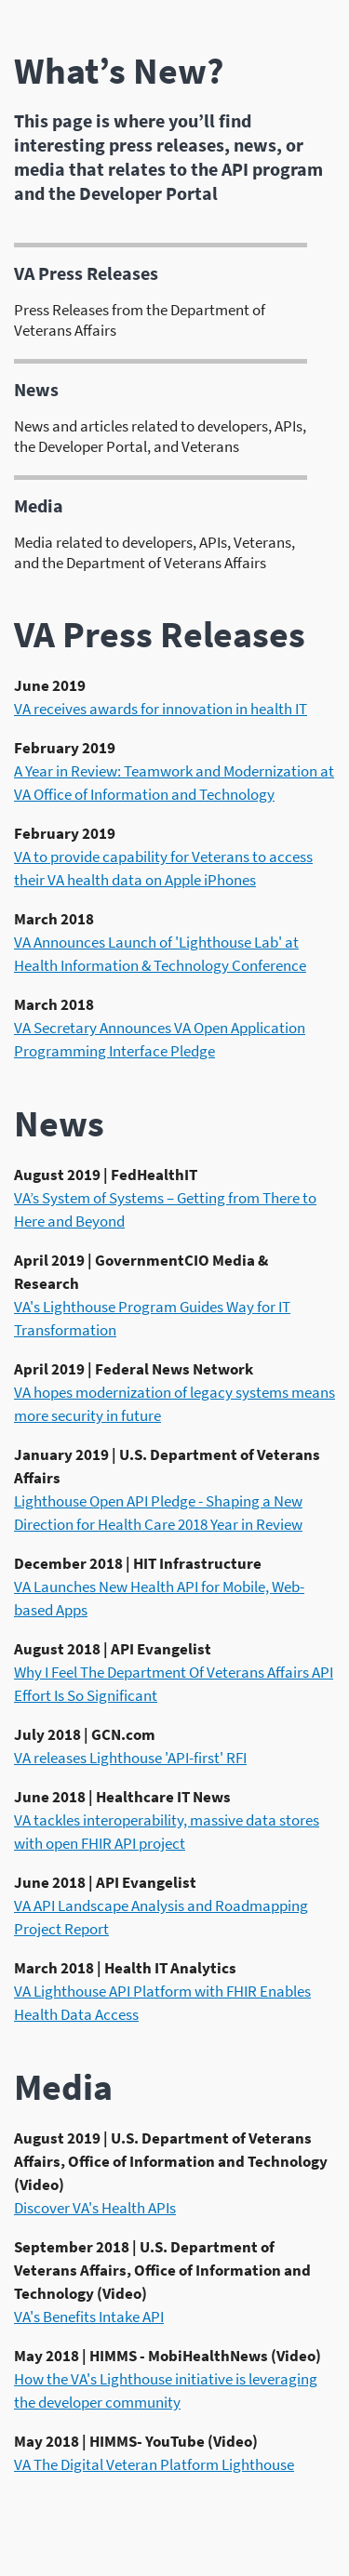 What’s New?
This page is where you’ll find
interesting press releases, news, or
media that relates to the API program
and the Developer Portal
VA Press Releases
Press Releases from the Department of
Veterans Affairs
News
News and articles related to developers, APIs,
the Developer Portal, and Veterans
Media
Media related to developers, APIs, Veterans,
and the Department of Veterans Affairs
VA Press Releases
June 2019
VA receives awards for innovation in health IT
February 2019
A Year in Review: Teamwork and Modernization at
VA Office of Information and Technology
February 2019
VA to provide capability for Veterans to access
their VA health data on Apple iPhones
March 2018
VA Announces Launch of 'Lighthouse Lab' at
Health Information & Technology Conference
March 2018
VA Secretary Announces VA Open Application
Programming Interface Pledge
News
August 2019 | FedHealthIT
VA’s System of Systems – Getting from There to
Here and Beyond
April 2019 | GovernmentCIO Media &
Research
VA's Lighthouse Program Guides Way for IT
Transformation
April 2019 | Federal News Network
VA hopes modernization of legacy systems means
more security in future
January 2019 | U.S. Department of Veterans
Affairs
Lighthouse Open API Pledge - Shaping a New
Direction for Health Care 2018 Year in Review
December 2018 | HIT Infrastructure
VA Launches New Health API for Mobile, Web-
based Apps
August 2018 | API Evangelist
Why I Feel The Department Of Veterans Affairs API
Effort Is So Significant
July 2018 | GCN.com
VA releases Lighthouse 'API-first' RFI
June 2018 | Healthcare IT News
VA tackles interoperability, massive data stores
with open FHIR API project
June 2018 | API Evangelist
VA API Landscape Analysis and Roadmapping
Project Report
March 2018 | Health IT Analytics
VA Lighthouse API Platform with FHIR Enables
Health Data Access
Media
August 2019 | U.S. Department of Veterans
Affairs, Office of Information and Technology
(Video)
Discover VA's Health APIs
September 2018 | U.S. Department of
Veterans Affairs, Office of Information and
Technology (Video)
VA's Benefits Intake API
May 2018 | HIMMS - MobiHealthNews (Video)
How the VA's Lighthouse initiative is leveraging
the developer community
May 2018 | HIMMS- YouTube (Video)
VA The Digital Veteran Platform Lighthouse